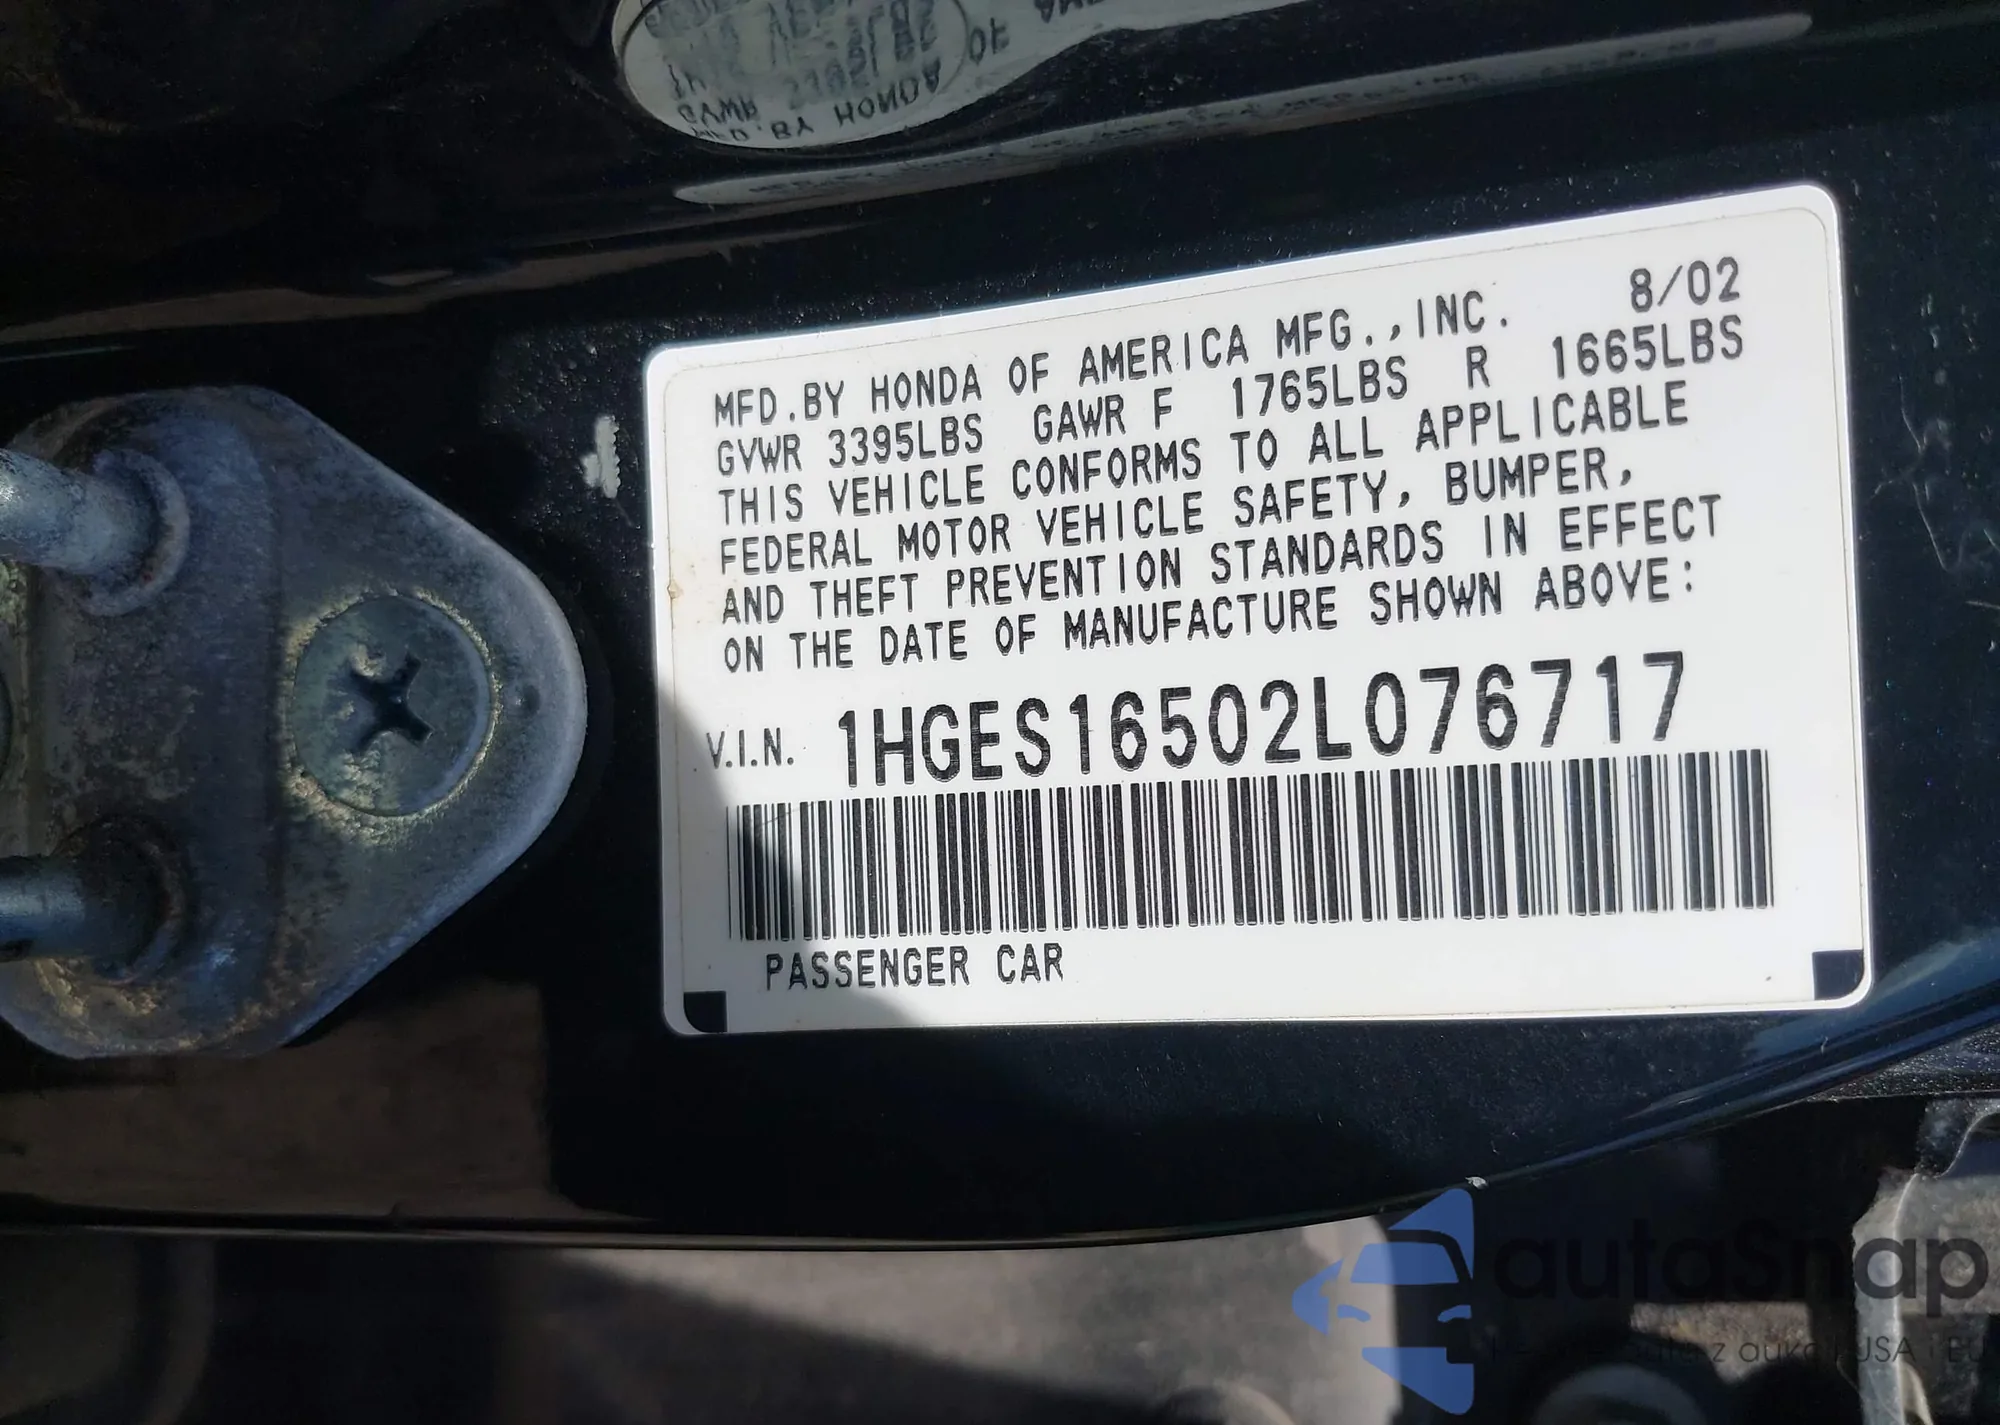 MFD.BY HONDA OF AMERICA MFG.,INC. 8/02
GVWR 3395LBS GAWR F 1765LBS R 1665LBS
THIS VEHICLE CONFORMS TO ALL APPLICABLE
FEDERAL MOTOR VEHICLE SAFETY, BUMPER,
AND THEFT PREVENTION STANDARDS IN EFFECT
ON THE DATE OF MANUFACTURE SHOWN ABOVE:
V.I.N. 1HGES16502L076717
PASSENGER CAR
autaSnap